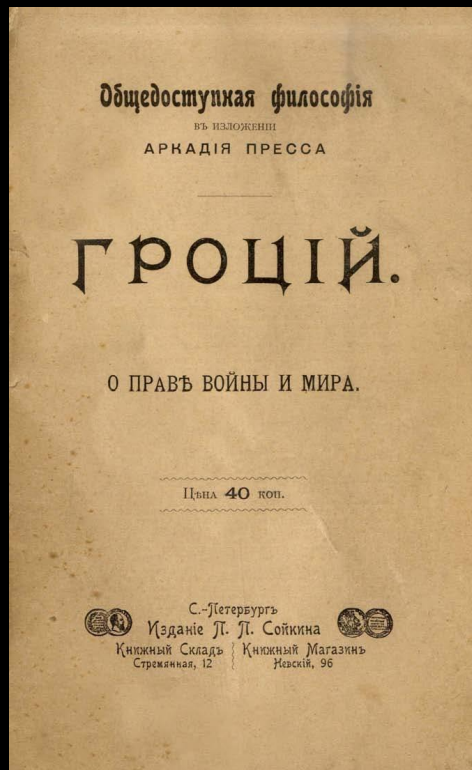 Общедоступная философія
въ изложеніи
АРКАДІЯ ПРЕССА
ГРОЦІЙ.
О ПРАВѢ ВОЙНЫ И МИРА.
Цѣна 40 коп.
С.-Петербургъ
Изданіе П. П. Сойкина
Книжный Складъ Книжный Магазинъ
Стремянная, 12 Невскій, 96